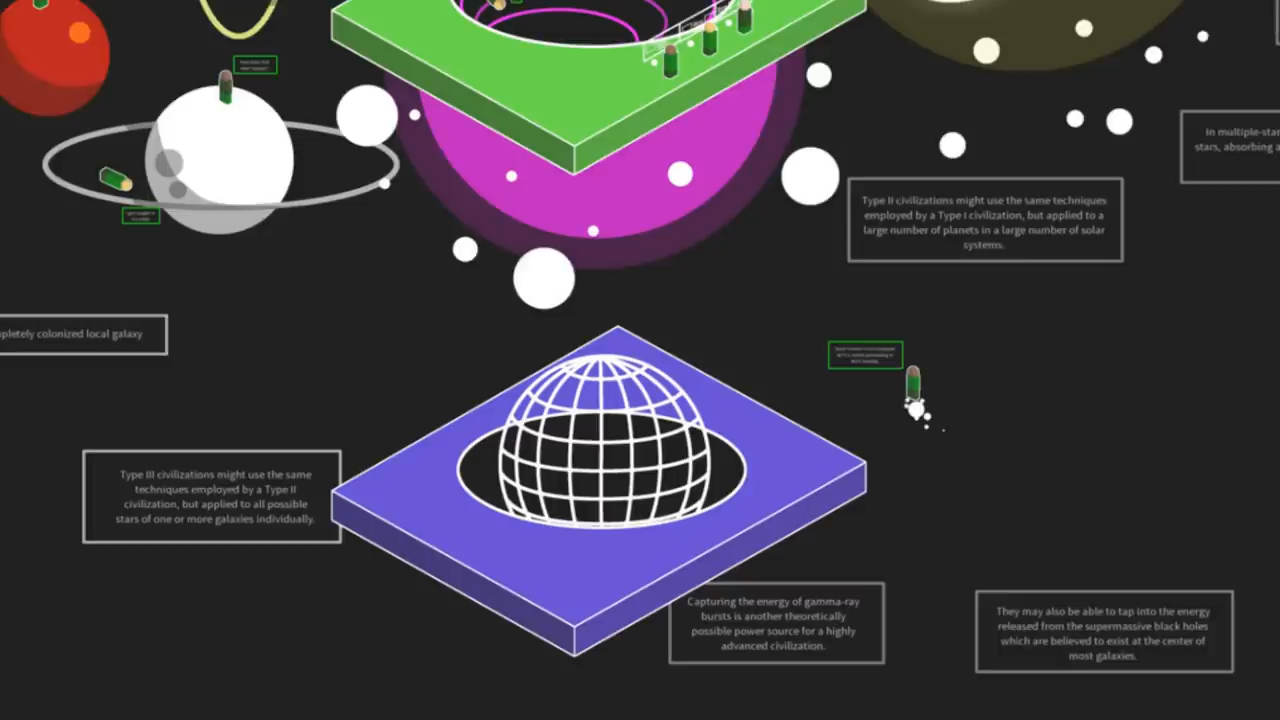 In multiple-star
stars, absorbing a
Type II civilizations might use the same techniques
employed by a Type I civilization, but applied to a
large number of planets in a large number of solar
systems.
pletely colonized local galaxy
Type III civilizations might use the same
techniques employed by a Type II
civilization, but applied to all possible
stars of one or more galaxies individually.
Capturing the energy of gamma-ray
bursts is another theoretically
possible power source for a highly
advanced civilization.
They may also be able to tap into the energy
released from the supermassive black holes
which are believed to exist at the center of
most galaxies.